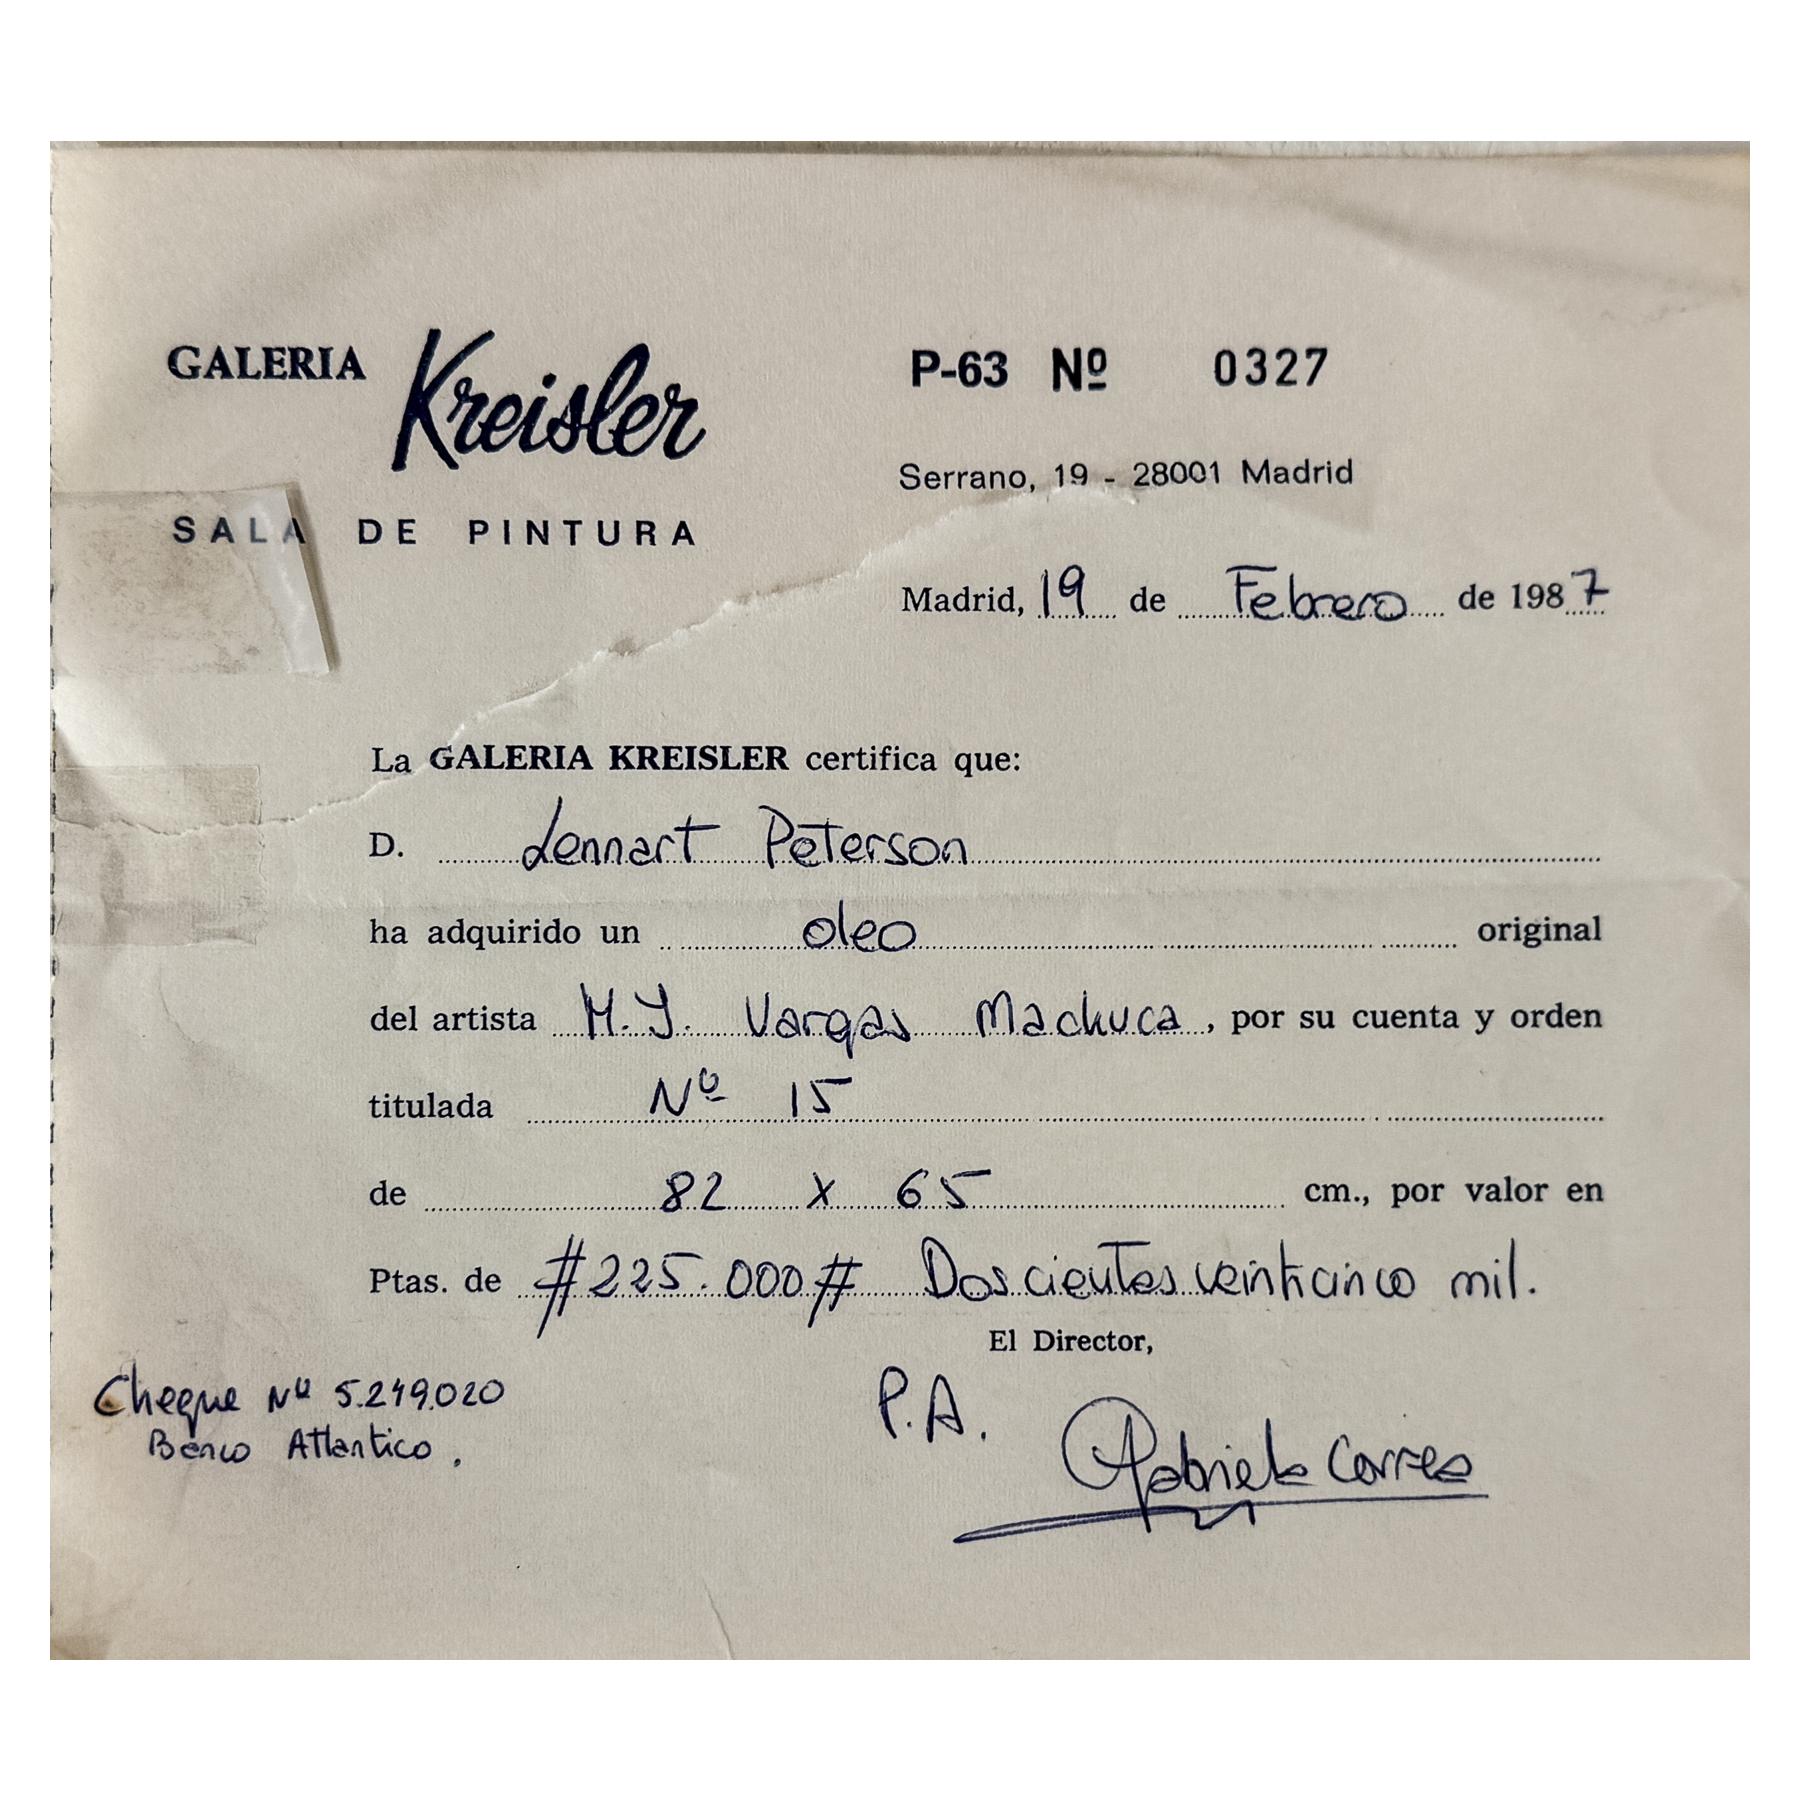 GALERIA Kreisler
SALA DE PINTURA
P-63 Nº 0327
Serrano, 19 - 28001 Madrid
Madrid, 19 de Febrero de 1987
La GALERIA KREISLER certifica que:
D. Lennart Peterson
ha adquirido un oleo original
del artista M.J. Vargas Machuca, por su cuenta y orden
titulada Nº 15
de 82 x 65 cm., por valor en
Ptas. de #225.000# Doscientes veinticinco mil.
El Director,
P.A.
Gabriela Correa
Cheque Nº 5.249.020
Banco Atlantico.